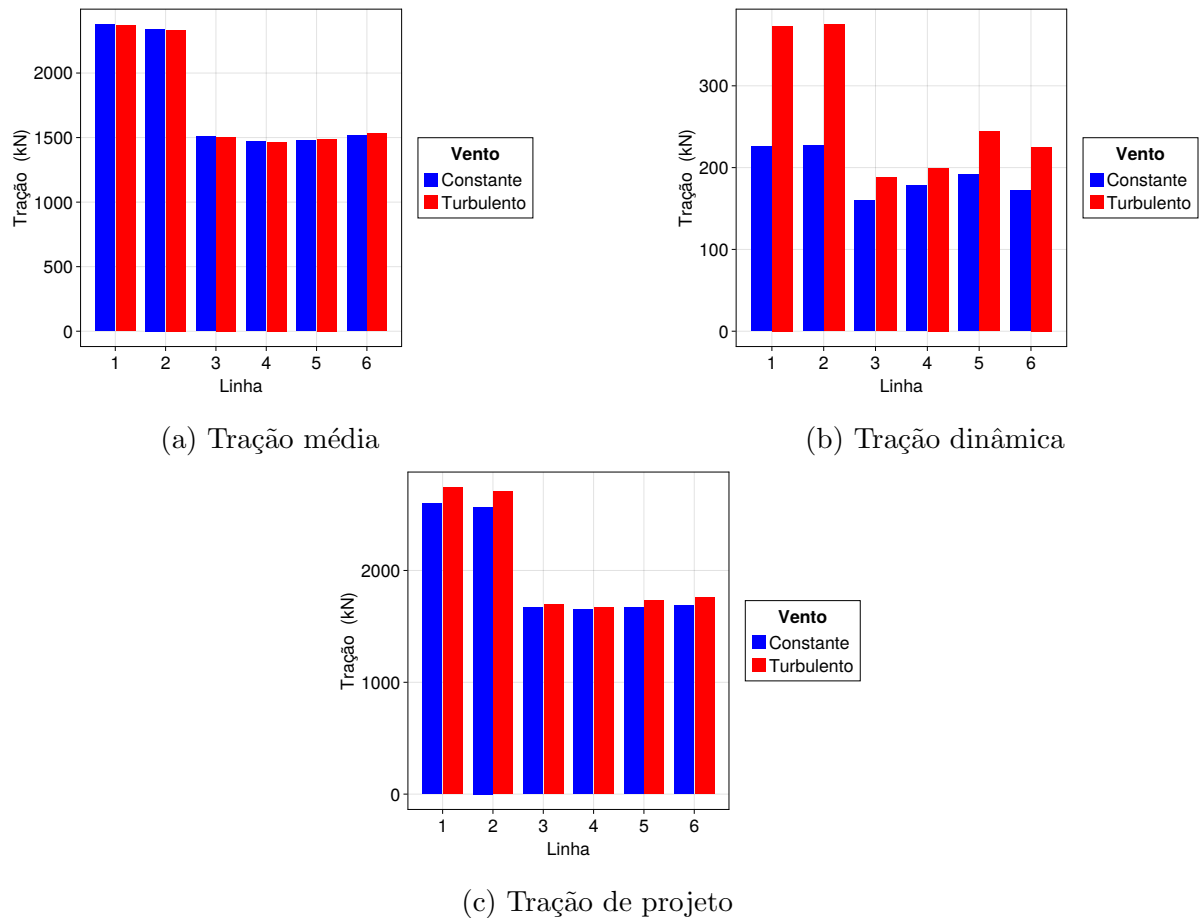 2000
1500
1000
500
0
Tração (kN)
1 2 3 4 5 6
Linha
Vento
Constante
Turbulento
(a) Tração média
300
200
100
0
Tração (kN)
1 2 3 4 5 6
Linha
Vento
Constante
Turbulento
(b) Tração dinâmica
2000
1000
0
Tração (kN)
1 2 3 4 5 6
Linha
Vento
Constante
Turbulento
(c) Tração de projeto